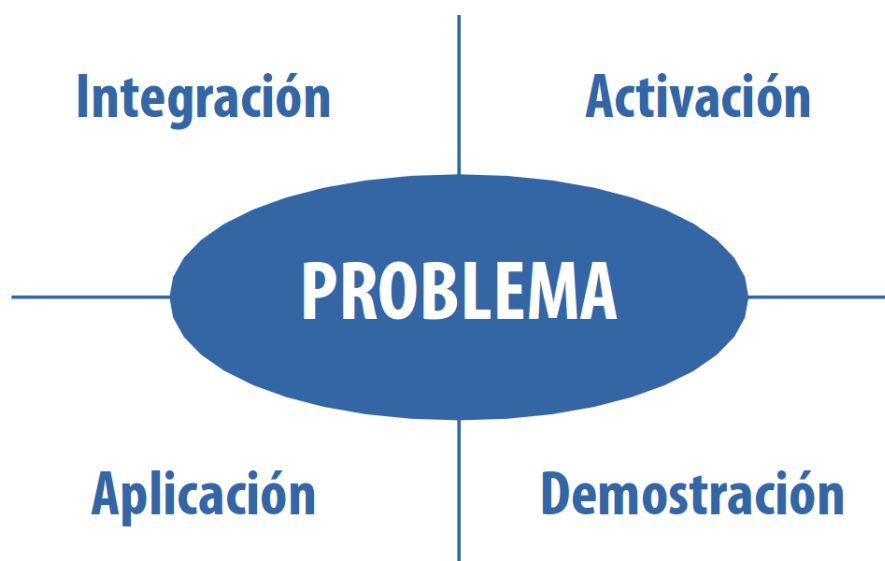 Integración
Activación
PROBLEMA
Aplicación
Demostración